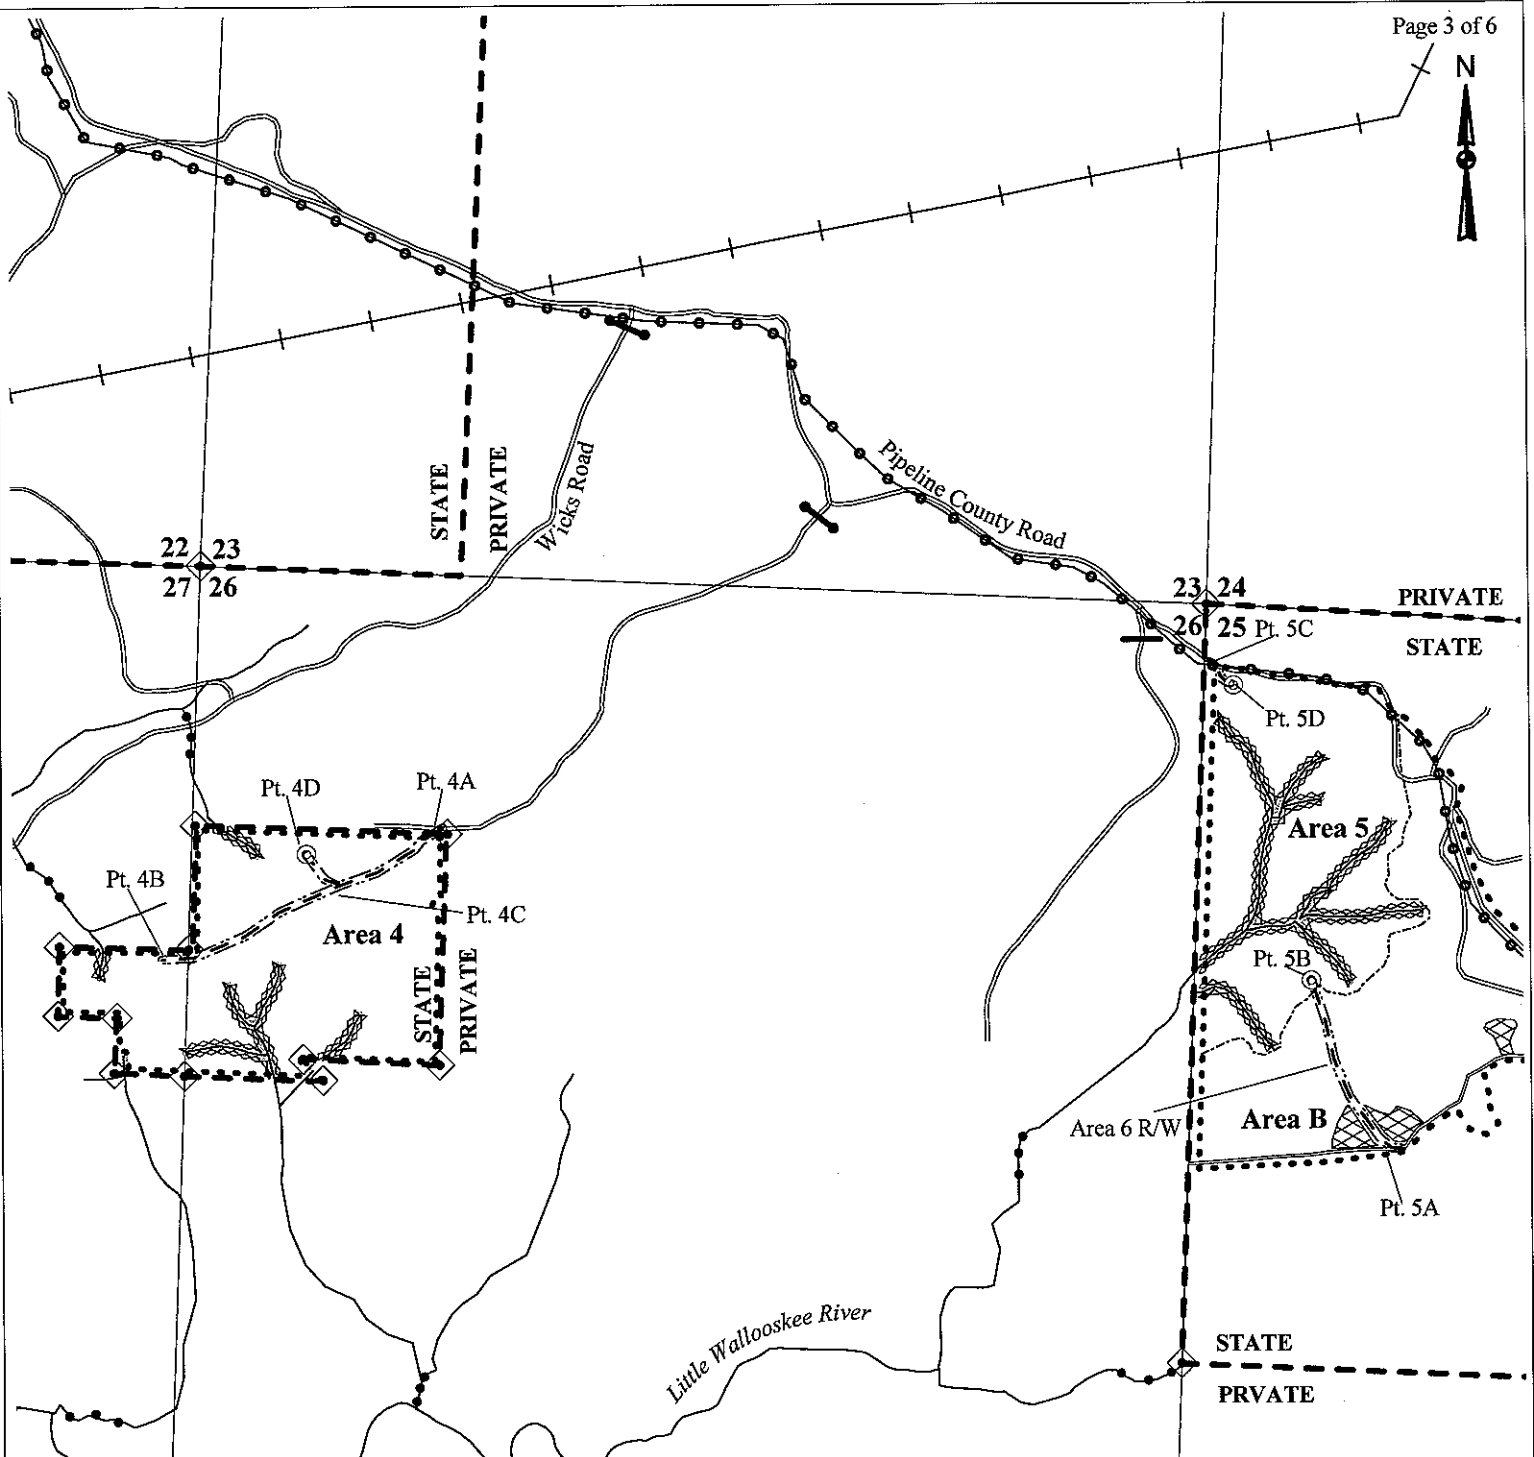 Page 3 of 6
N
STATE
PRIVATE
Wicks Road
Pipeline County Road
22 23
27 26
23 24
26 25
PRIVATE
STATE
Pt. 5C
Pt. 5D
Pt. 4D
Pt. 4A
Pt. 4B
Pt. 4C
Area 4
STATE
PRIVATE
Area 5
Pt. 5B
Area 6 R/W
Area B
Pt. 5A
Little Wallooskee River
STATE
PRVATE